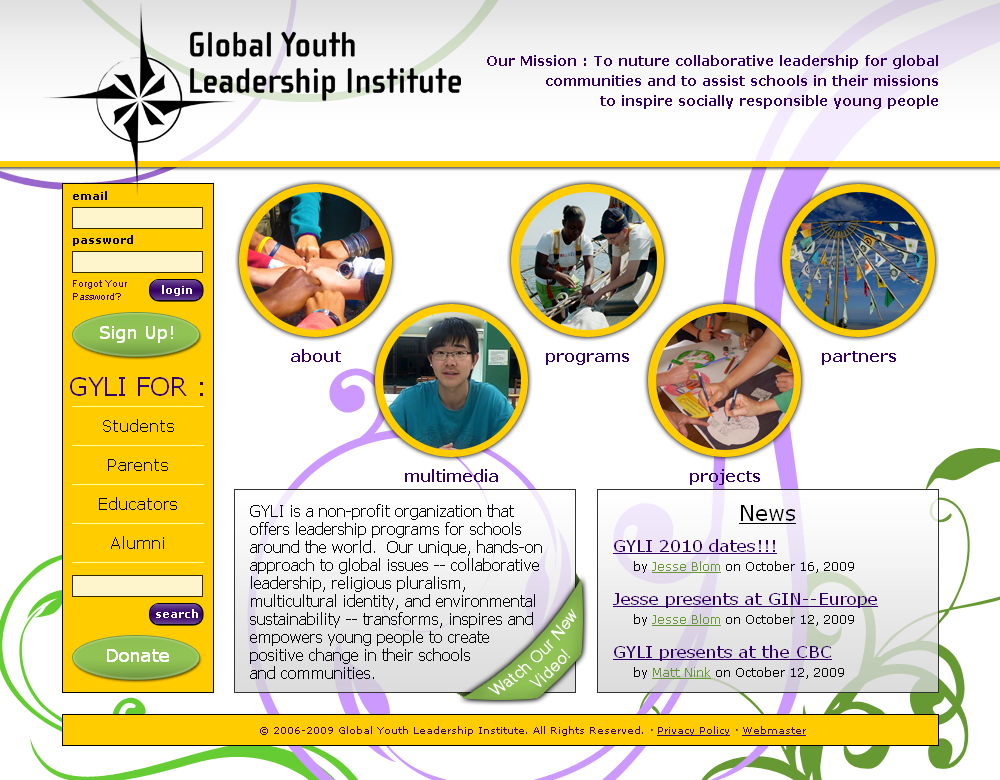 Global Youth
Leadership Institute
Our Mission : To nuture collaborative leadership for global
communities and to assist schools in their missions
to inspire socially responsible young people
email
password
Forgot Your
Password?
login
Sign Up!
GYLI FOR :
Students
Parents
Educators
Alumni
search
Donate
about
multimedia
programs
projects
partners
GYLI is a non-profit organization that
offers leadership programs for schools
around the world.  Our unique, hands-on
approach to global issues -- collaborative
leadership, religious pluralism,
multicultural identity, and environmental
sustainability -- transforms, inspires and
empowers young people to create
positive change in their schools
and communities.
Watch Our New
Video!
News
GYLI 2010 dates!!!
by Jesse Blom on October 16, 2009
Jesse presents at GIN--Europe
by Jesse Blom on October 12, 2009
GYLI presents at the CBC
by Matt Nink on October 12, 2009
© 2006-2009 Global Youth Leadership Institute. All Rights Reserved. · Privacy Policy · Webmaster